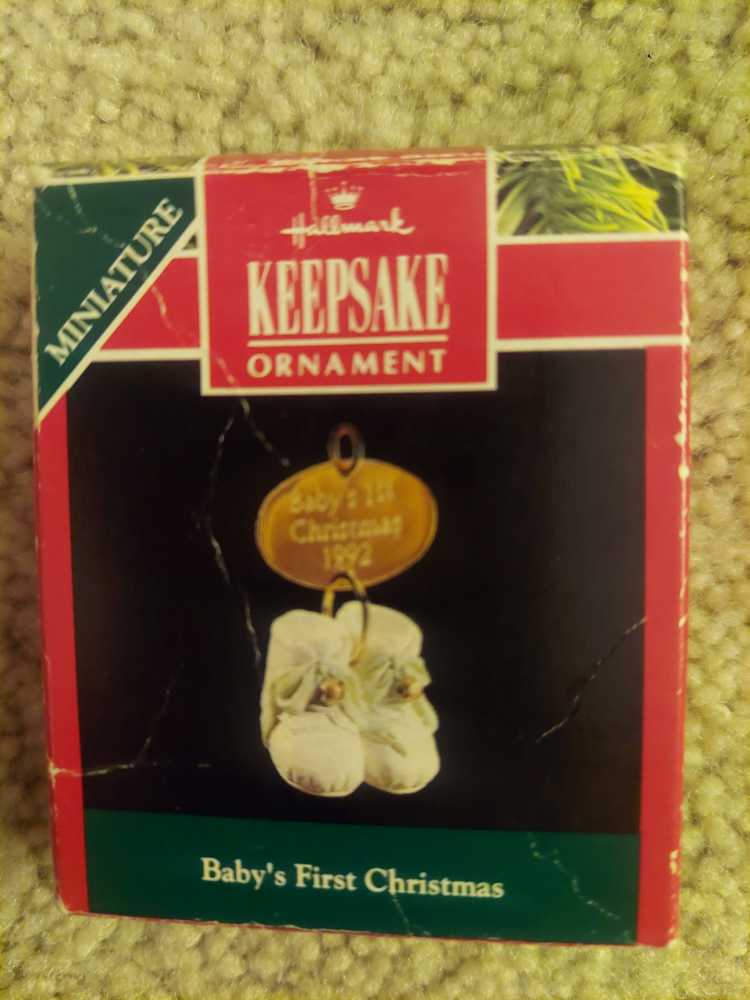 MINIATURE
Hallmark
KEEPSAKE
ORNAMENT
Baby's 1st
Christmas
1992
Baby's First Christmas